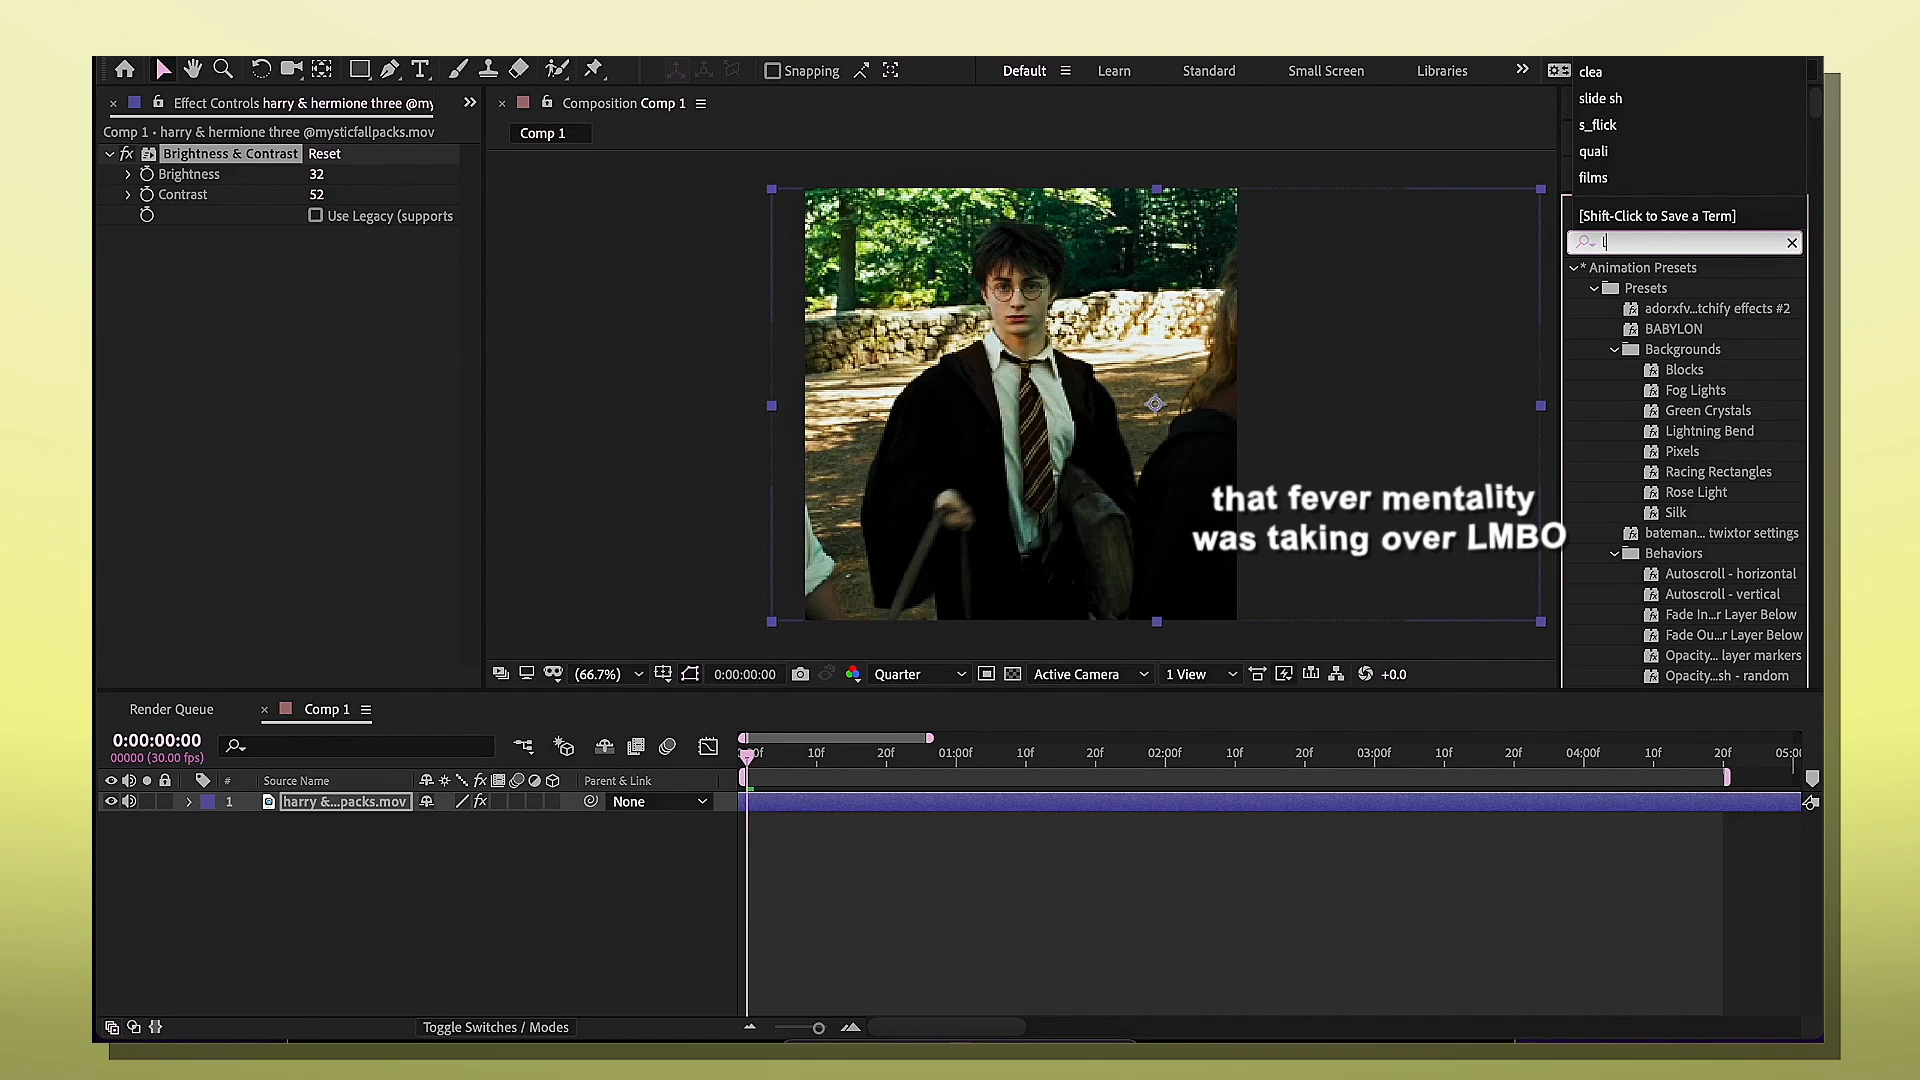 Snapping
Default
Learn
Standard
Small Screen
Libraries
clea
slide sh
s_flick
quali
films
[Shift-Click to Save a Term]
l
Effect Controls harry & hermione three @my
Comp 1 • harry & hermione three @mysticfallpacks.mov
fx Brightness & Contrast Reset
Brightness 32
Contrast 52
Use Legacy (supports
Composition Comp 1
Comp 1
that fever mentality
was taking over LMBO
* Animation Presets
Presets
adorxfv...tchify effects #2
BABYLON
Backgrounds
Blocks
Fog Lights
Green Crystals
Lightning Bend
Pixels
Racing Rectangles
Rose Light
Silk
bateman... twixtor settings
Behaviors
Autoscroll - horizontal
Autoscroll - vertical
Fade In...r Layer Below
Fade Ou...r Layer Below
Opacity... layer markers
Opacity...sh - random
(66.7%) 0:00:00:00 Quarter Active Camera 1 View +0.0
Render Queue
Comp 1
0:00:00:00
00000 (30.00 fps)
# Source Name fx Parent & Link
1 harry &...packs.mov fx None
:00f 10f 20f 01:00f 10f 20f 02:00f 10f 20f 03:00f 10f 20f 04:00f 10f 20f 05:00
Toggle Switches / Modes